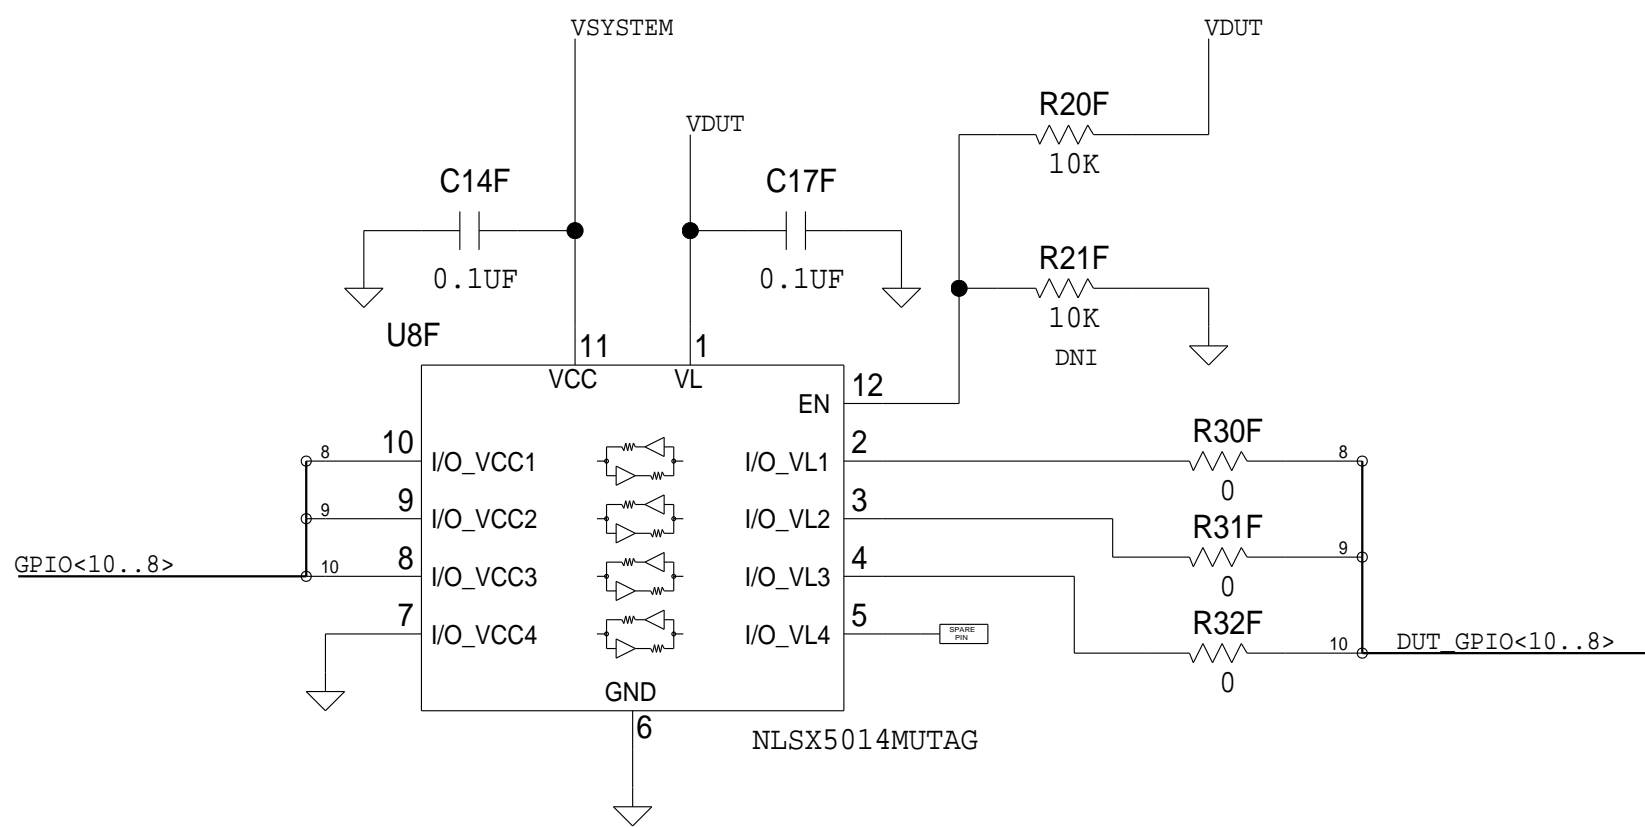 VSYSTEM
VDUT
R20F
10K
VDUT
C14F
0.1UF
C17F
0.1UF
R21F
10K
DNI
U8F
11
1
VCC
VL
12
EN
8
10
I/O_VCC1
I/O_VL1
2
R30F
0
8
9
9
I/O_VCC2
I/O_VL2
3
R31F
0
9
GPIO<10..8>
10
8
I/O_VCC3
I/O_VL3
4
R32F
0
10
DUT_GPIO<10..8>
7
I/O_VCC4
I/O_VL4
5
SPARE
PIN
GND
6
NLSX5014MUTAG